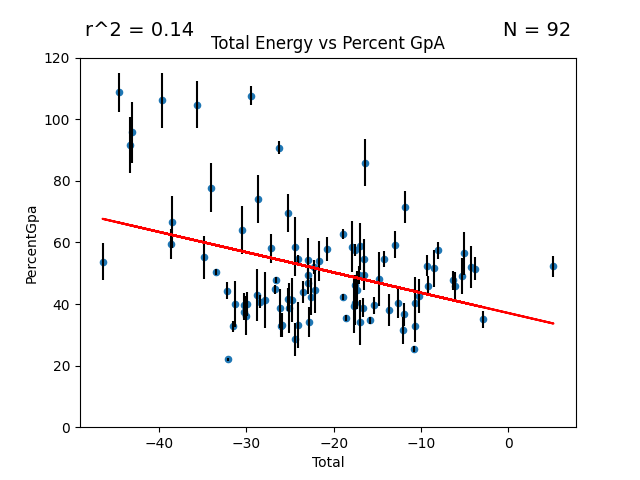 r^2 = 0.14
N = 92
Total Energy vs Percent GpA
120
100
80
60
40
20
0
PercentGpa
−40
−30
−20
−10
0
Total